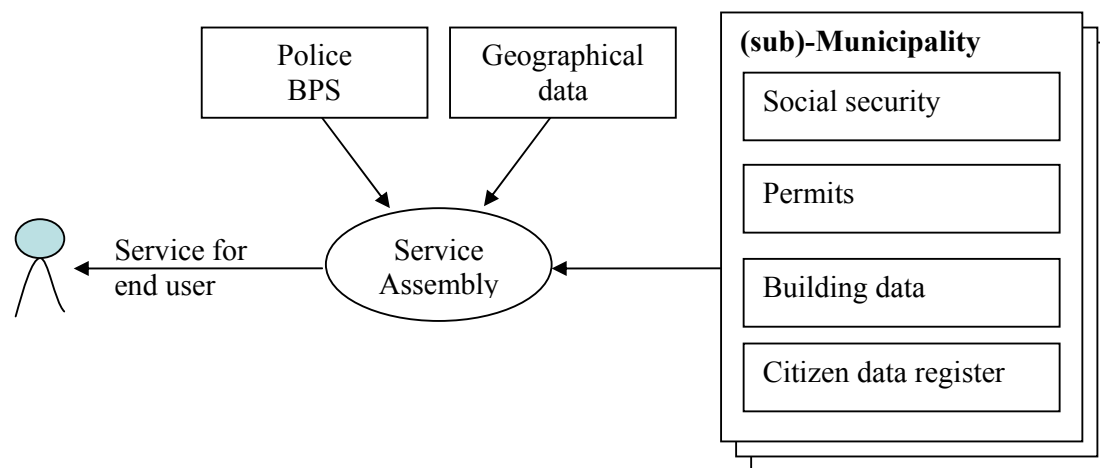 Police
BPS
Geographical
data
(sub)-Municipality
Social security
Permits
Building data
Citizen data register
Service
Assembly
Service for
end user